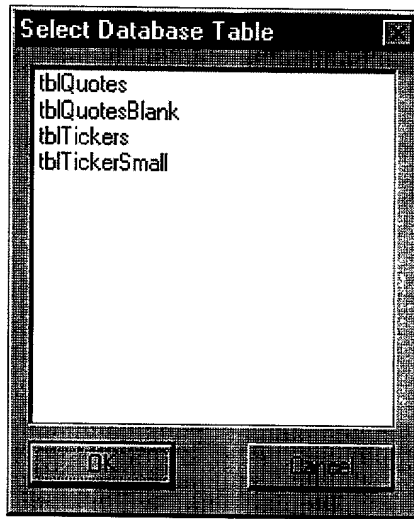 Select Database Table
tblQuotes
tblQuotesBlank
tblTickers
tblTickerSmall
OK
Cancel